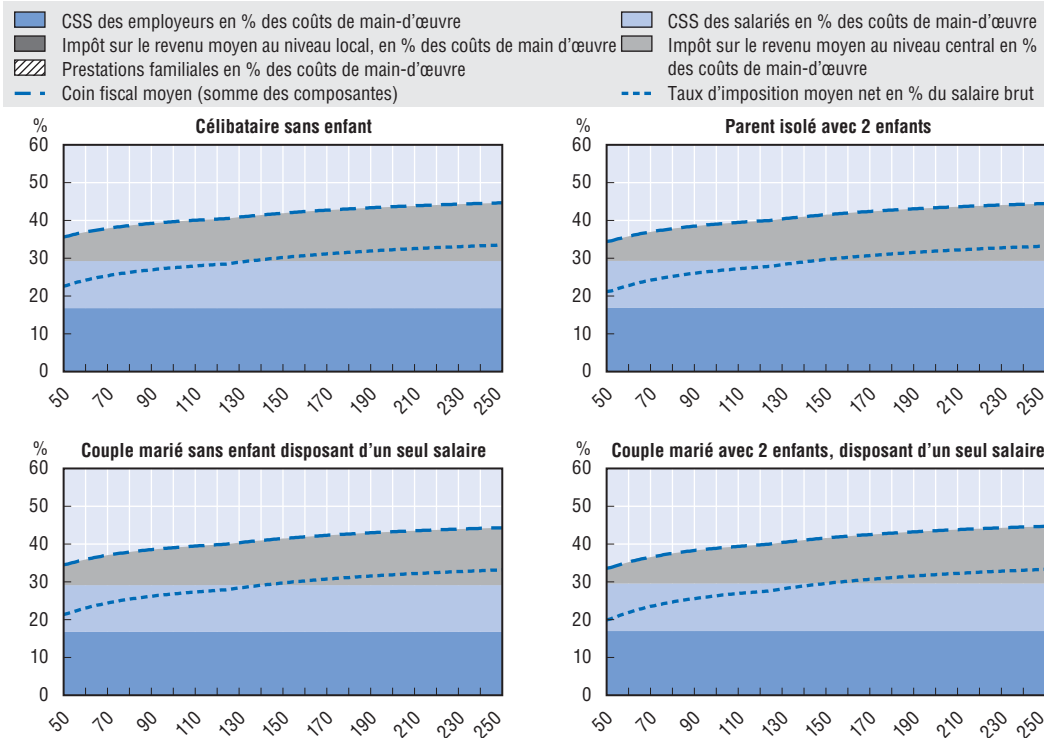 CSS des employeurs en % des coûts de main-d'œuvre
CSS des salariés en % des coûts de main-d'œuvre
Impôt sur le revenu moyen au niveau local, en % des coûts de main d'œuvre
Impôt sur le revenu moyen au niveau central en %
des coûts de main-d'œuvre
Prestations familiales en % des coûts de main-d'œuvre
Coin fiscal moyen (somme des composantes)
Taux d'imposition moyen net en % du salaire brut
% Célibataire sans enfant
60
50
40
30
20
10
0
50 70 90 110 130 150 170 190 210 230 250
% Parent isolé avec 2 enfants
60
50
40
30
20
10
0
50 70 90 110 130 150 170 190 210 230 250
% Couple marié sans enfant disposant d'un seul salaire
60
50
40
30
20
10
0
50 70 90 110 130 150 170 190 210 230 250
% Couple marié avec 2 enfants, disposant d'un seul salaire
60
50
40
30
20
10
0
50 70 90 110 130 150 170 190 210 230 250